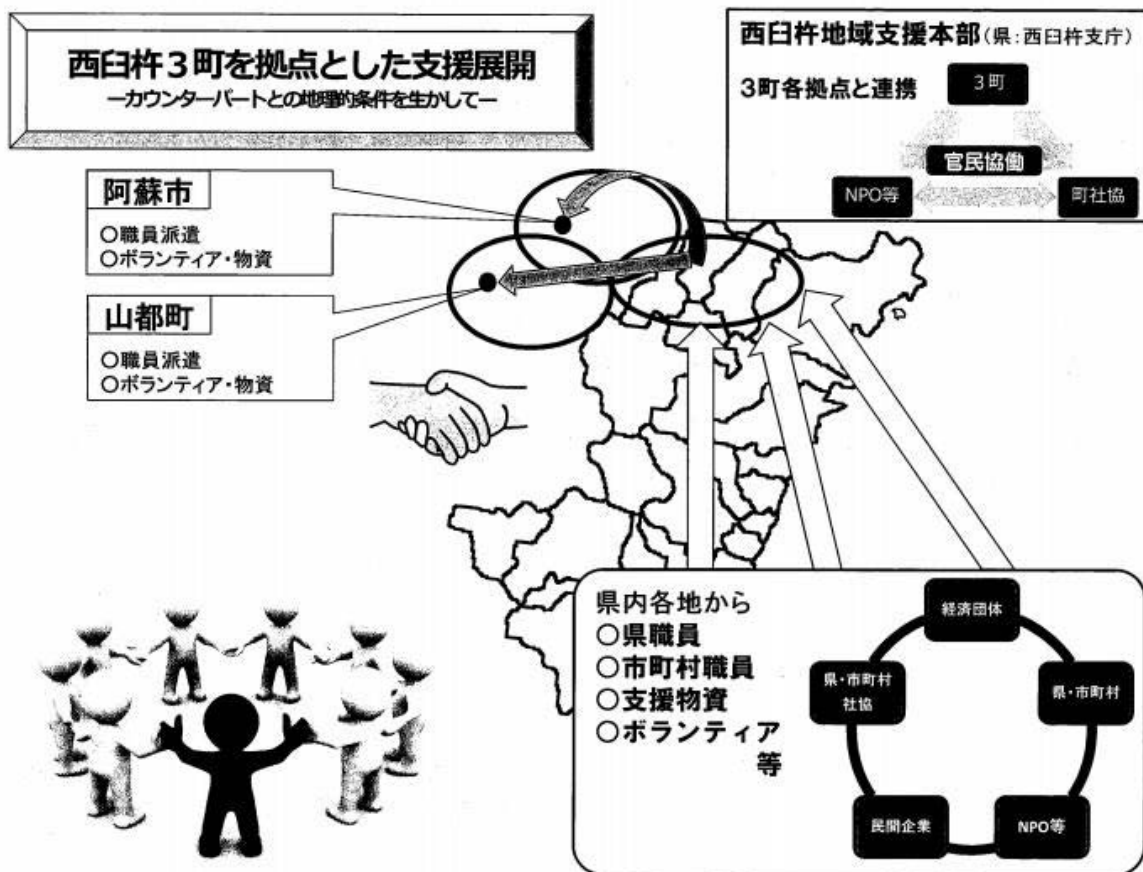 西臼杵3町を拠点とした支援展開
ーカウンターパートとの地理的条件を生かしてー
西臼杵地域支援本部(県:西臼杵支庁)
3町各拠点と連携
3町
官民協働
NPO等
町社協
阿蘇市
○職員派遣
○ボランティア・物資
山都町
○職員派遣
○ボランティア・物資
県内各地から
○県職員
○市町村職員
○支援物資
○ボランティア
等
経済団体
県・市町村
社協
県・市町村
民間企業
NPO等